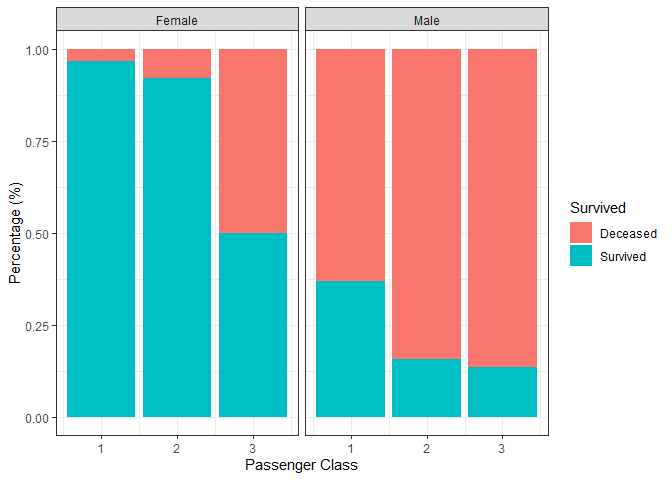 Female
Male
1.00
0.75
0.50
0.25
0.00
Percentage (%)
1 2 3
1 2 3
Passenger Class
Survived
Deceased
Survived